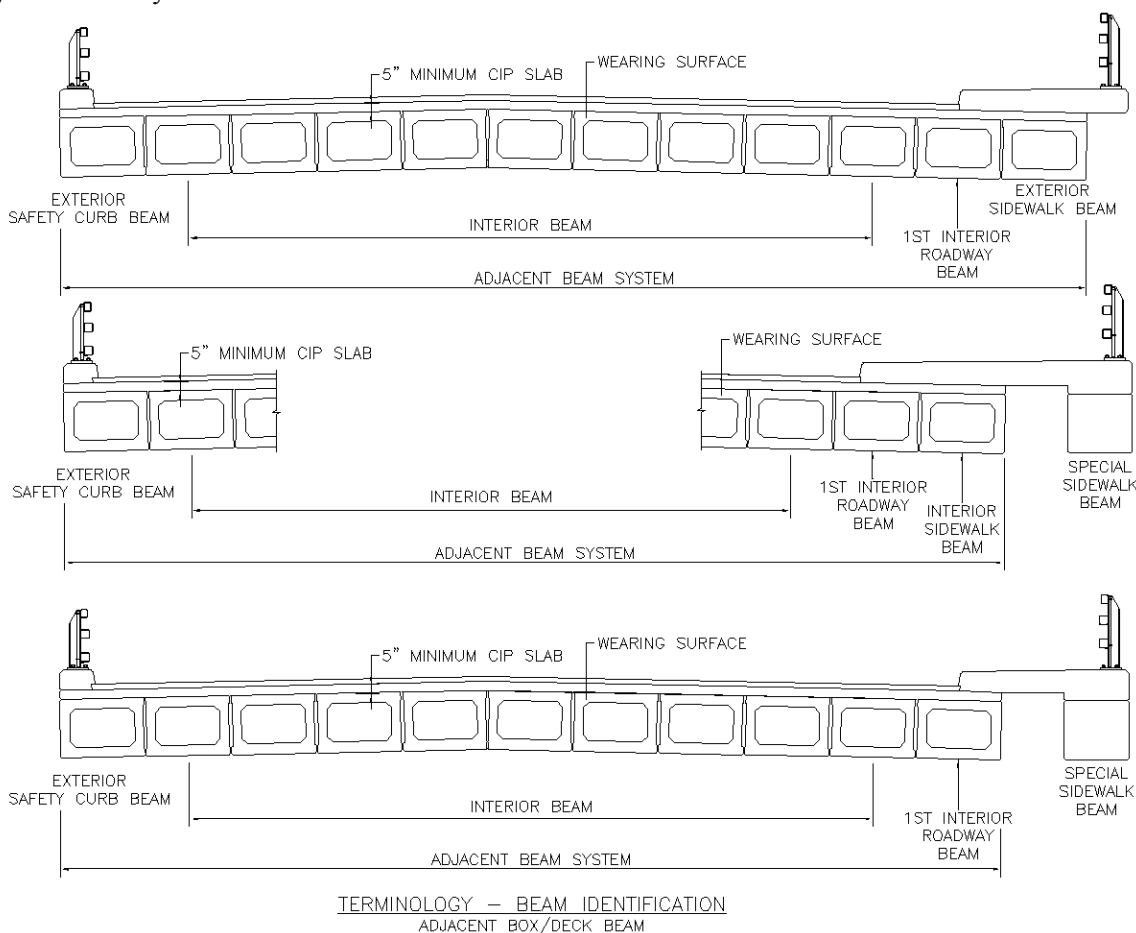 5" MINIMUM CIP SLAB
WEARING SURFACE
EXTERIOR
SAFETY CURB BEAM
INTERIOR BEAM
1ST INTERIOR
ROADWAY
BEAM
EXTERIOR
SIDEWALK BEAM
ADJACENT BEAM SYSTEM
5" MINIMUM CIP SLAB
WEARING SURFACE
EXTERIOR
SAFETY CURB BEAM
INTERIOR BEAM
1ST INTERIOR
ROADWAY
BEAM
INTERIOR
SIDEWALK
BEAM
SPECIAL
SIDEWALK
BEAM
ADJACENT BEAM SYSTEM
5" MINIMUM CIP SLAB
WEARING SURFACE
EXTERIOR
SAFETY CURB BEAM
INTERIOR BEAM
1ST INTERIOR
ROADWAY
BEAM
SPECIAL
SIDEWALK
BEAM
ADJACENT BEAM SYSTEM
TERMINOLOGY – BEAM IDENTIFICATION
ADJACENT BOX/DECK BEAM